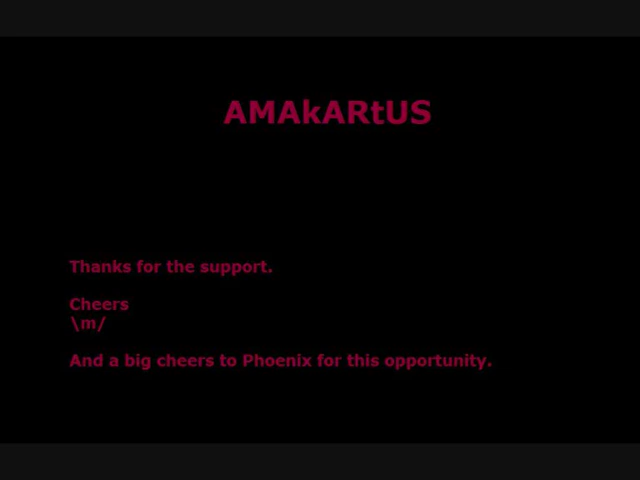 AMAkARtUS
Thanks for the support.
Cheers
\m/
And a big cheers to Phoenix for this opportunity.